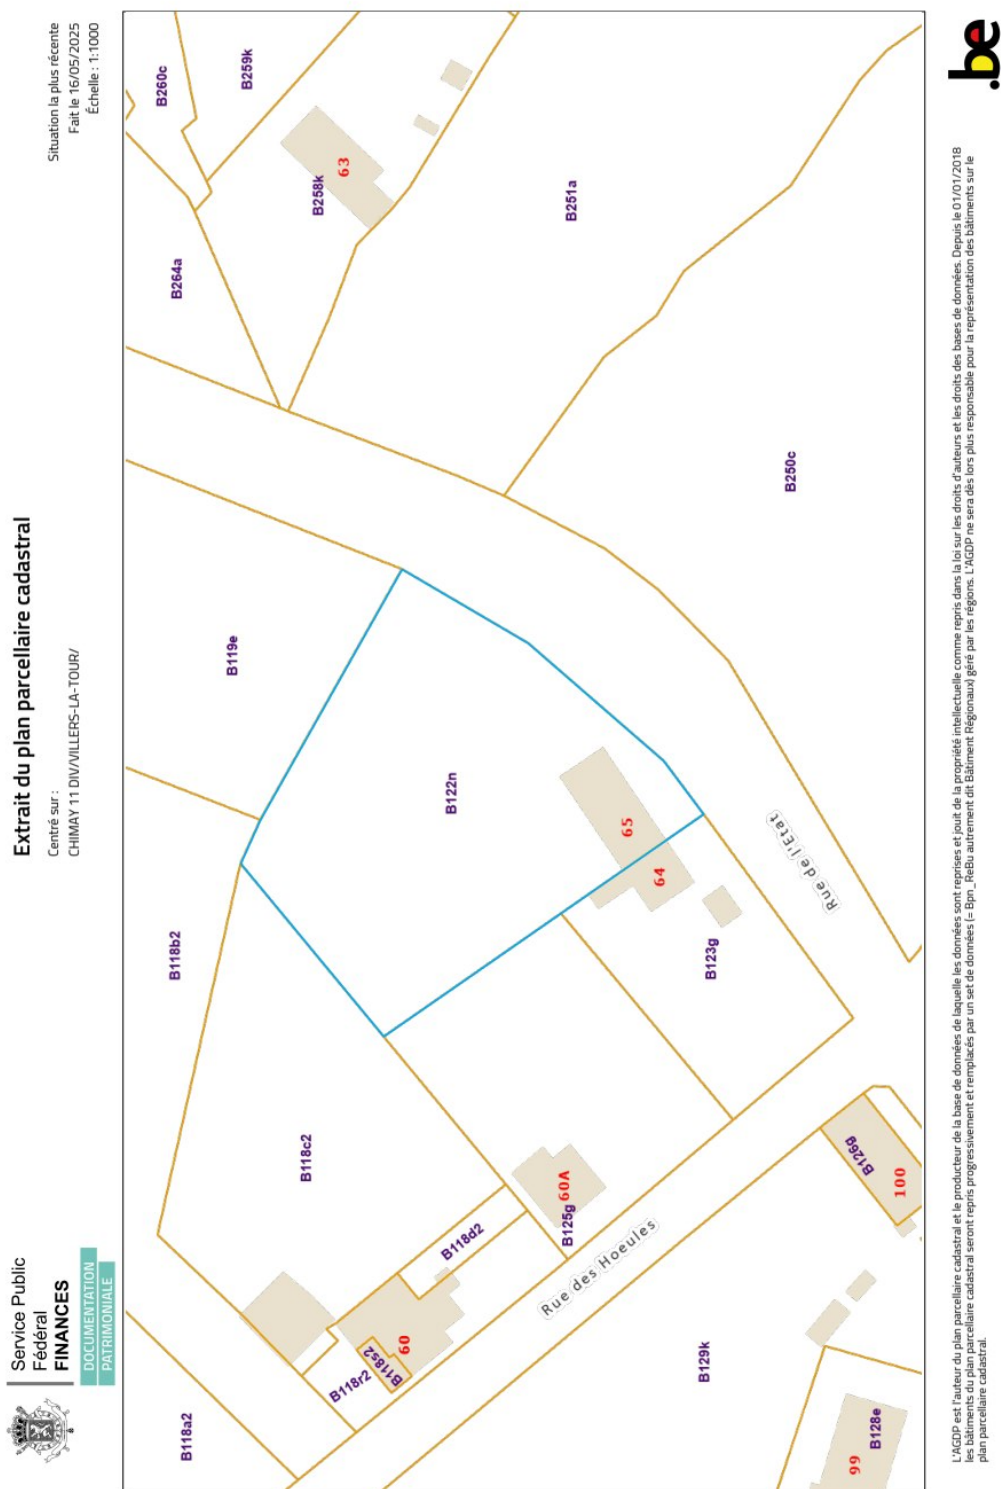 Service Public
Fédéral
FINANCES
DOCUMENTATION
PATRIMONIALE
Extrait du plan parcellaire cadastral
Centré sur :
CHIMAY 11 DIV/VILLERS-LA-TOUR/
Situation la plus récente
Fait le 16/05/2025
Échelle : 1:1000
B118a2
B118b2
B119e
B264a
B260c
B259k
B258k
63
B251a
B250c
B122n
65
64
B123g
B118c2
B118d2
B125g
60A
B118r2
B118s2
60
Rue des Hoeules
Rue de l'Etat
B126g
100
B129k
B128e
99
.be
L'AGDP est l'auteur du plan parcellaire cadastral et le producteur de la base de données de laquelle les données sont reprises et jouit de la propriété intellectuelle comme repris dans la loi sur les droits d'auteurs et les droits des bases de données. Depuis le 01/01/2018
les bâtiments du plan parcellaire cadastral seront repris progressivement et remplacés par un set de données (= Bpn_ReBu autrement dit Bâtiment Régionaux) géré par les régions. L'AGDP ne sera dès lors plus responsable pour la représentation des bâtiments sur le
plan parcellaire cadastral.